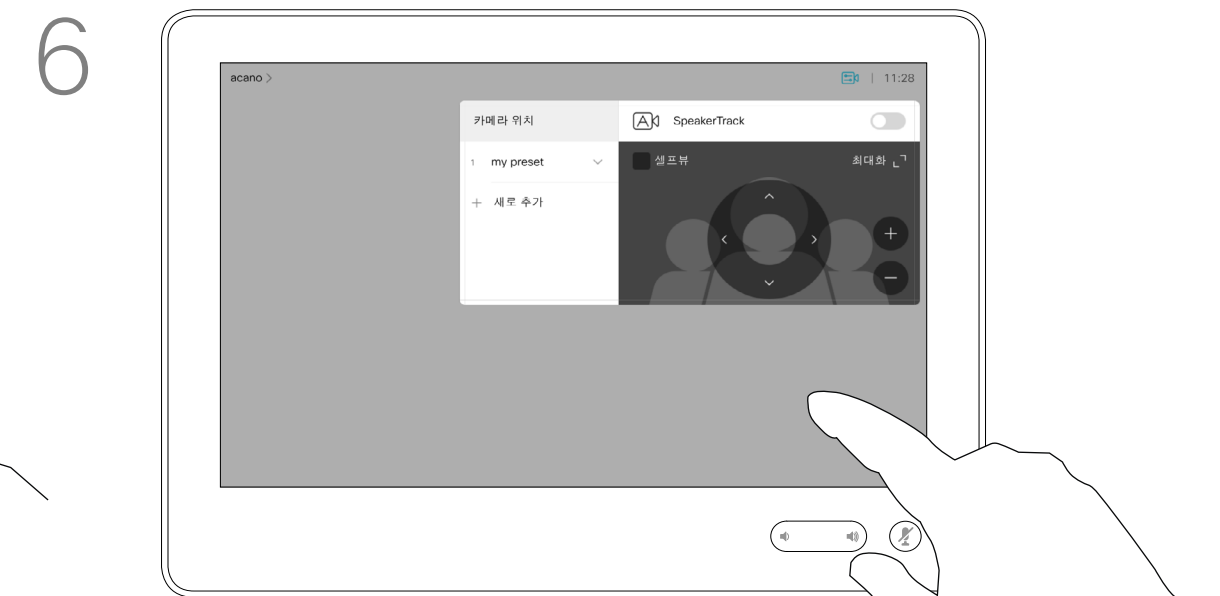 6
acano >
11:28
카메라 위치
SpeakerTrack
1 my preset
셀프뷰
최대화
+ 새로 추가